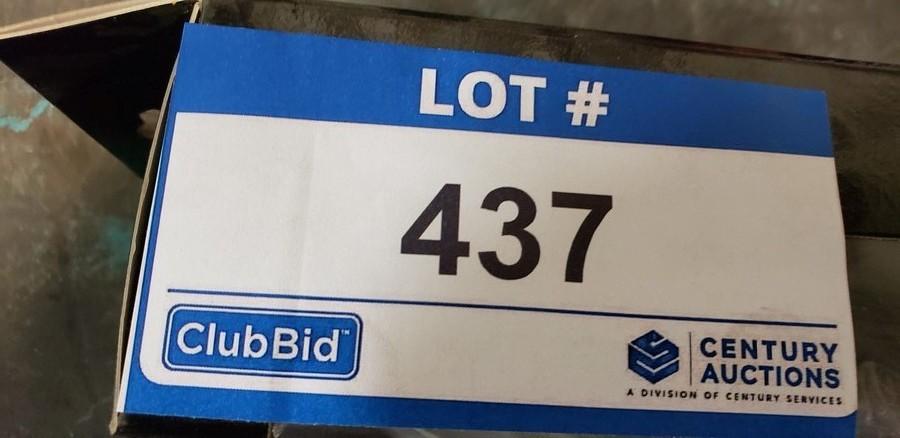 LOT #
437
ClubBid™
CENTURY
AUCTIONS
A DIVISION OF CENTURY SERVICES